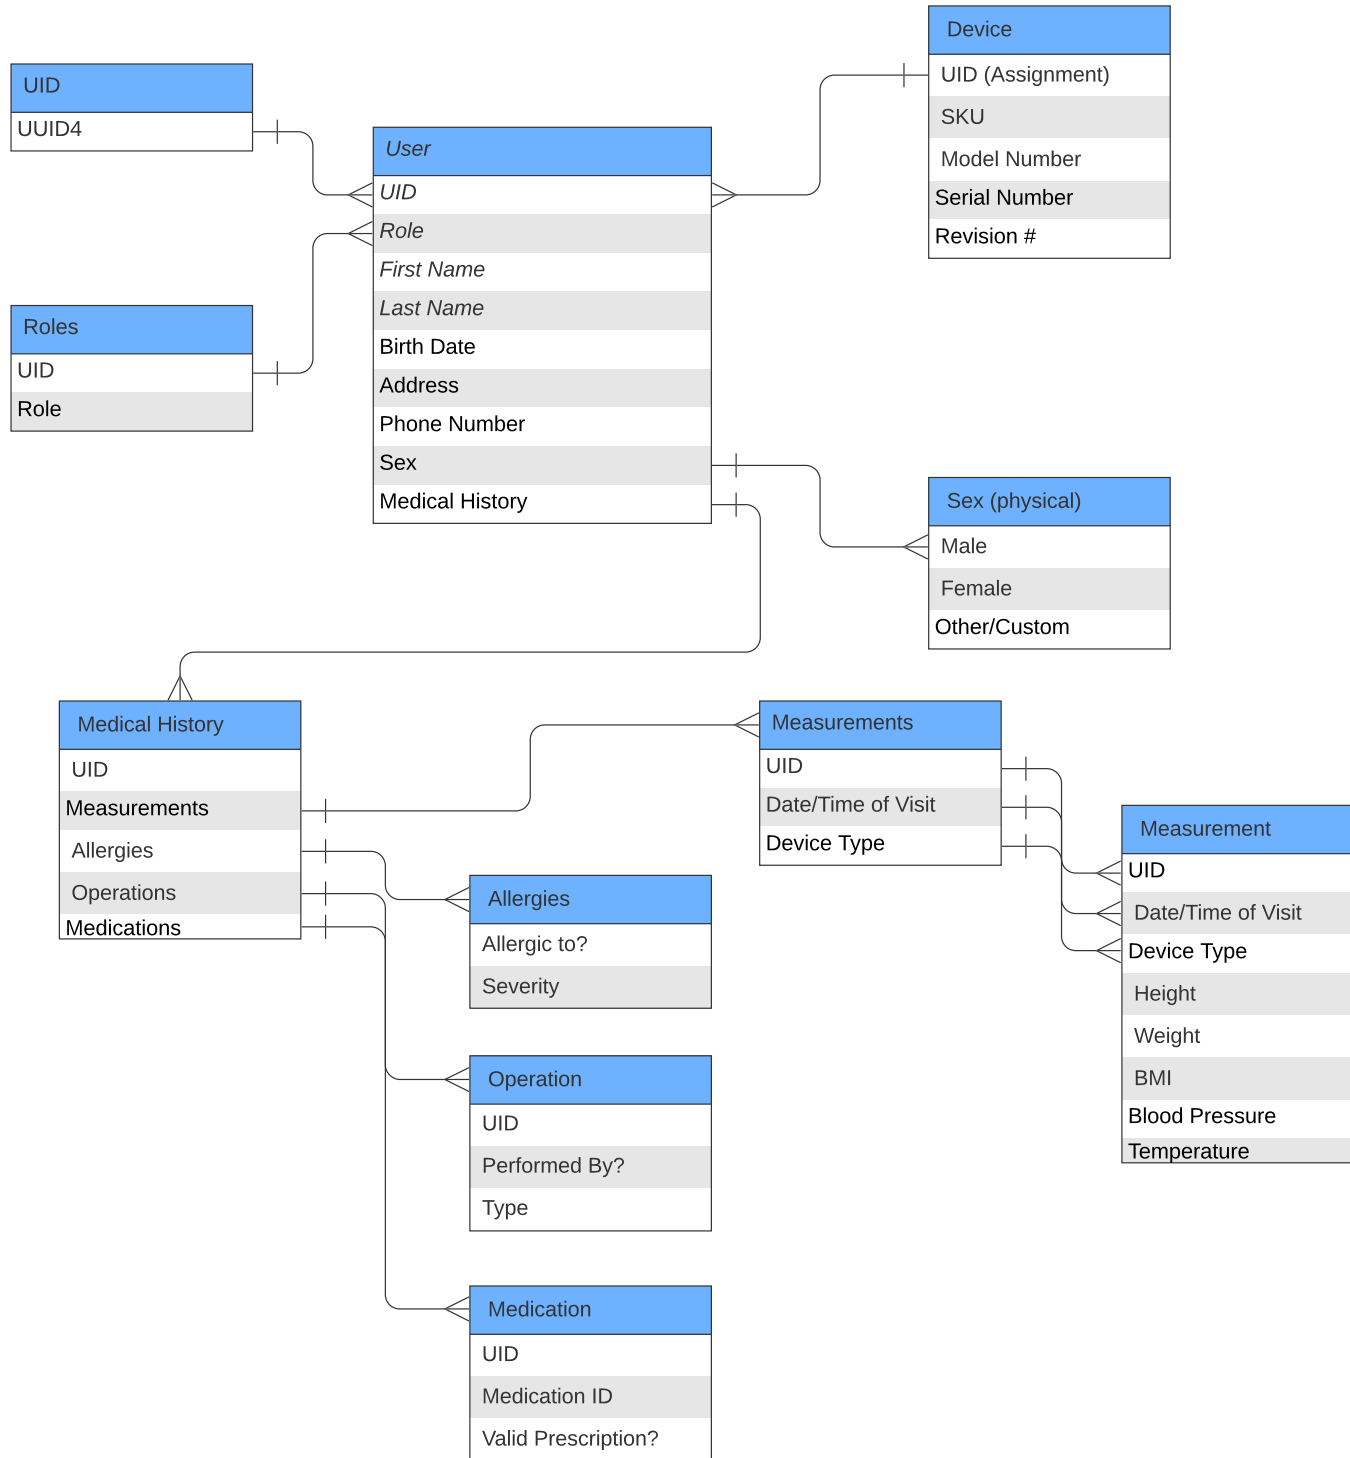 Device
UID (Assignment)
SKU
Model Number
Serial Number
Revision #
UID
UUID4
User
UID
Role
First Name
Last Name
Birth Date
Address
Phone Number
Sex
Medical History
Roles
UID
Role
Sex (physical)
Male
Female
Other/Custom
Medical History
UID
Measurements
Allergies
Operations
Medications
Measurements
UID
Date/Time of Visit
Device Type
Measurement
UID
Date/Time of Visit
Device Type
Height
Weight
BMI
Blood Pressure
Temperature
Allergies
Allergic to?
Severity
Operation
UID
Performed By?
Type
Medication
UID
Medication ID
Valid Prescription?